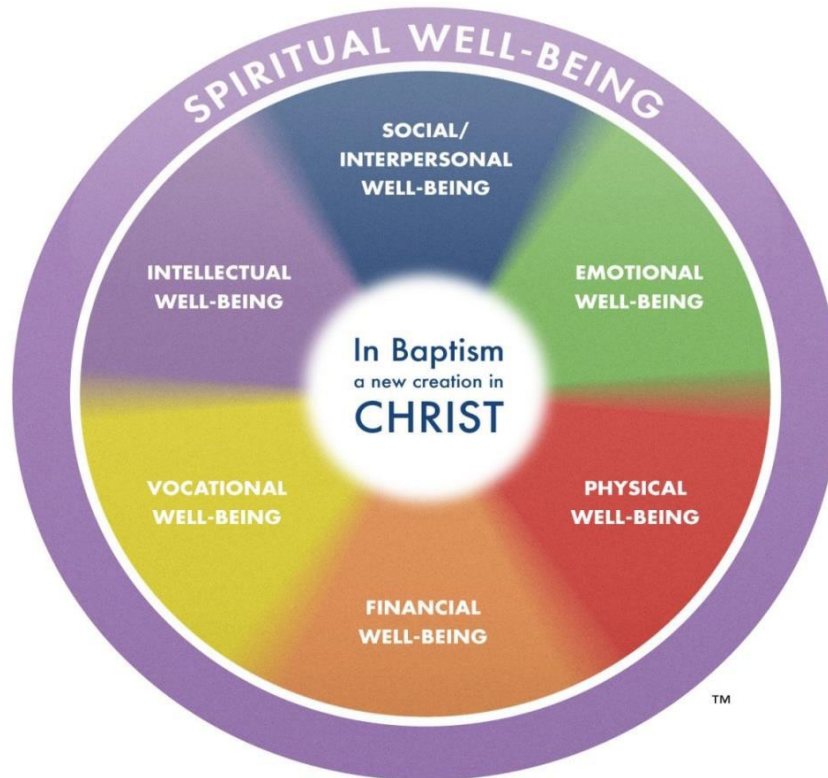 SPIRITUAL WELL-BEING
SOCIAL/
INTERPERSONAL
WELL-BEING
INTELLECTUAL
WELL-BEING
EMOTIONAL
WELL-BEING
In Baptism
a new creation in
CHRIST
VOCATIONAL
WELL-BEING
PHYSICAL
WELL-BEING
FINANCIAL
WELL-BEING
TM